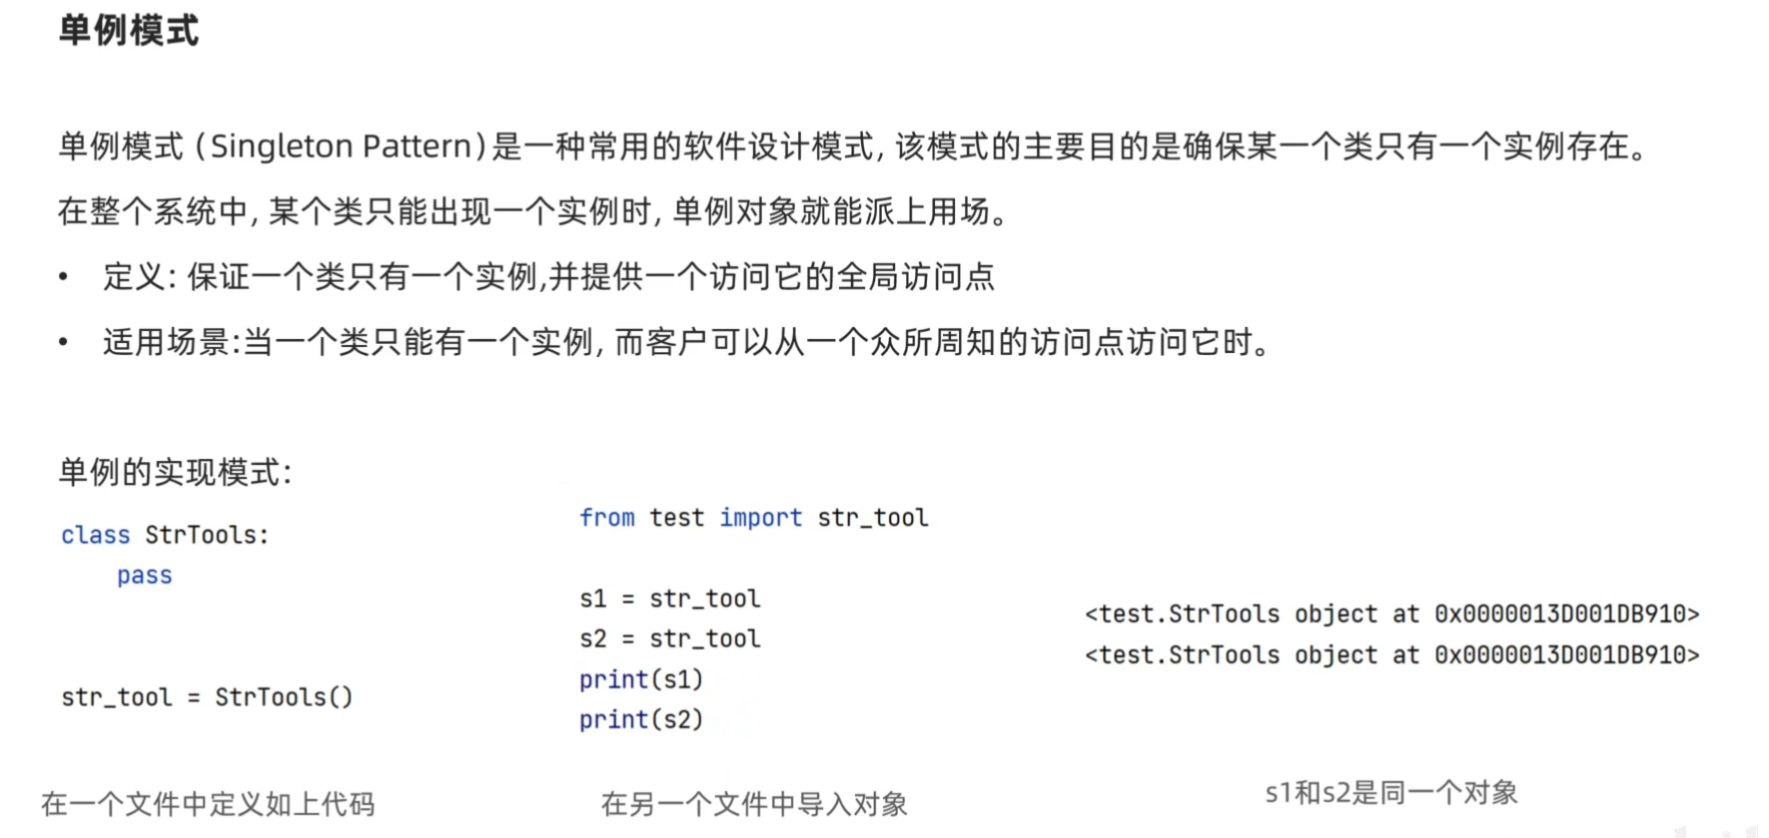 单例模式
单例模式(Singleton Pattern)是一种常用的软件设计模式, 该模式的主要目的是确保某一个类只有一个实例存在。
在整个系统中, 某个类只能出现一个实例时, 单例对象就能派上用场。
• 定义: 保证一个类只有一个实例,并提供一个访问它的全局访问点
• 适用场景:当一个类只能有一个实例, 而客户可以从一个众所周知的访问点访问它时。
单例的实现模式:
class StrTools:
    pass
str_tool = StrTools()
在一个文件中定义如上代码
from test import str_tool
s1 = str_tool
s2 = str_tool
print(s1)
print(s2)
在另一个文件中导入对象
<test.StrTools object at 0x0000013D001DB910>
<test.StrTools object at 0x0000013D001DB910>
s1和s2是同一个对象